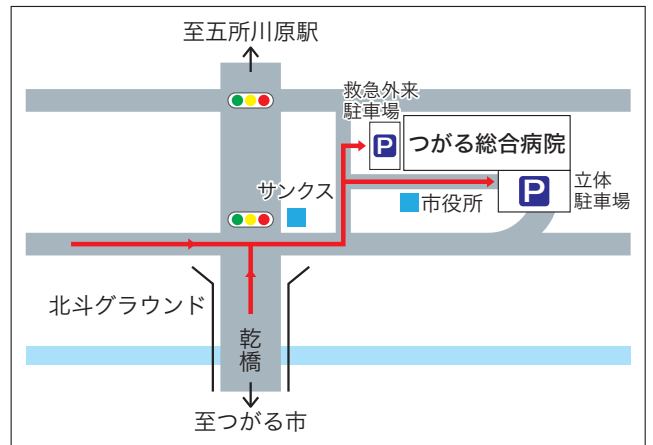 至五所川原駅
救急外来
駐車場
P
つがる総合病院
サンクス
P
立体
駐車場
市役所
北斗グラウンド
乾橋
至つがる市